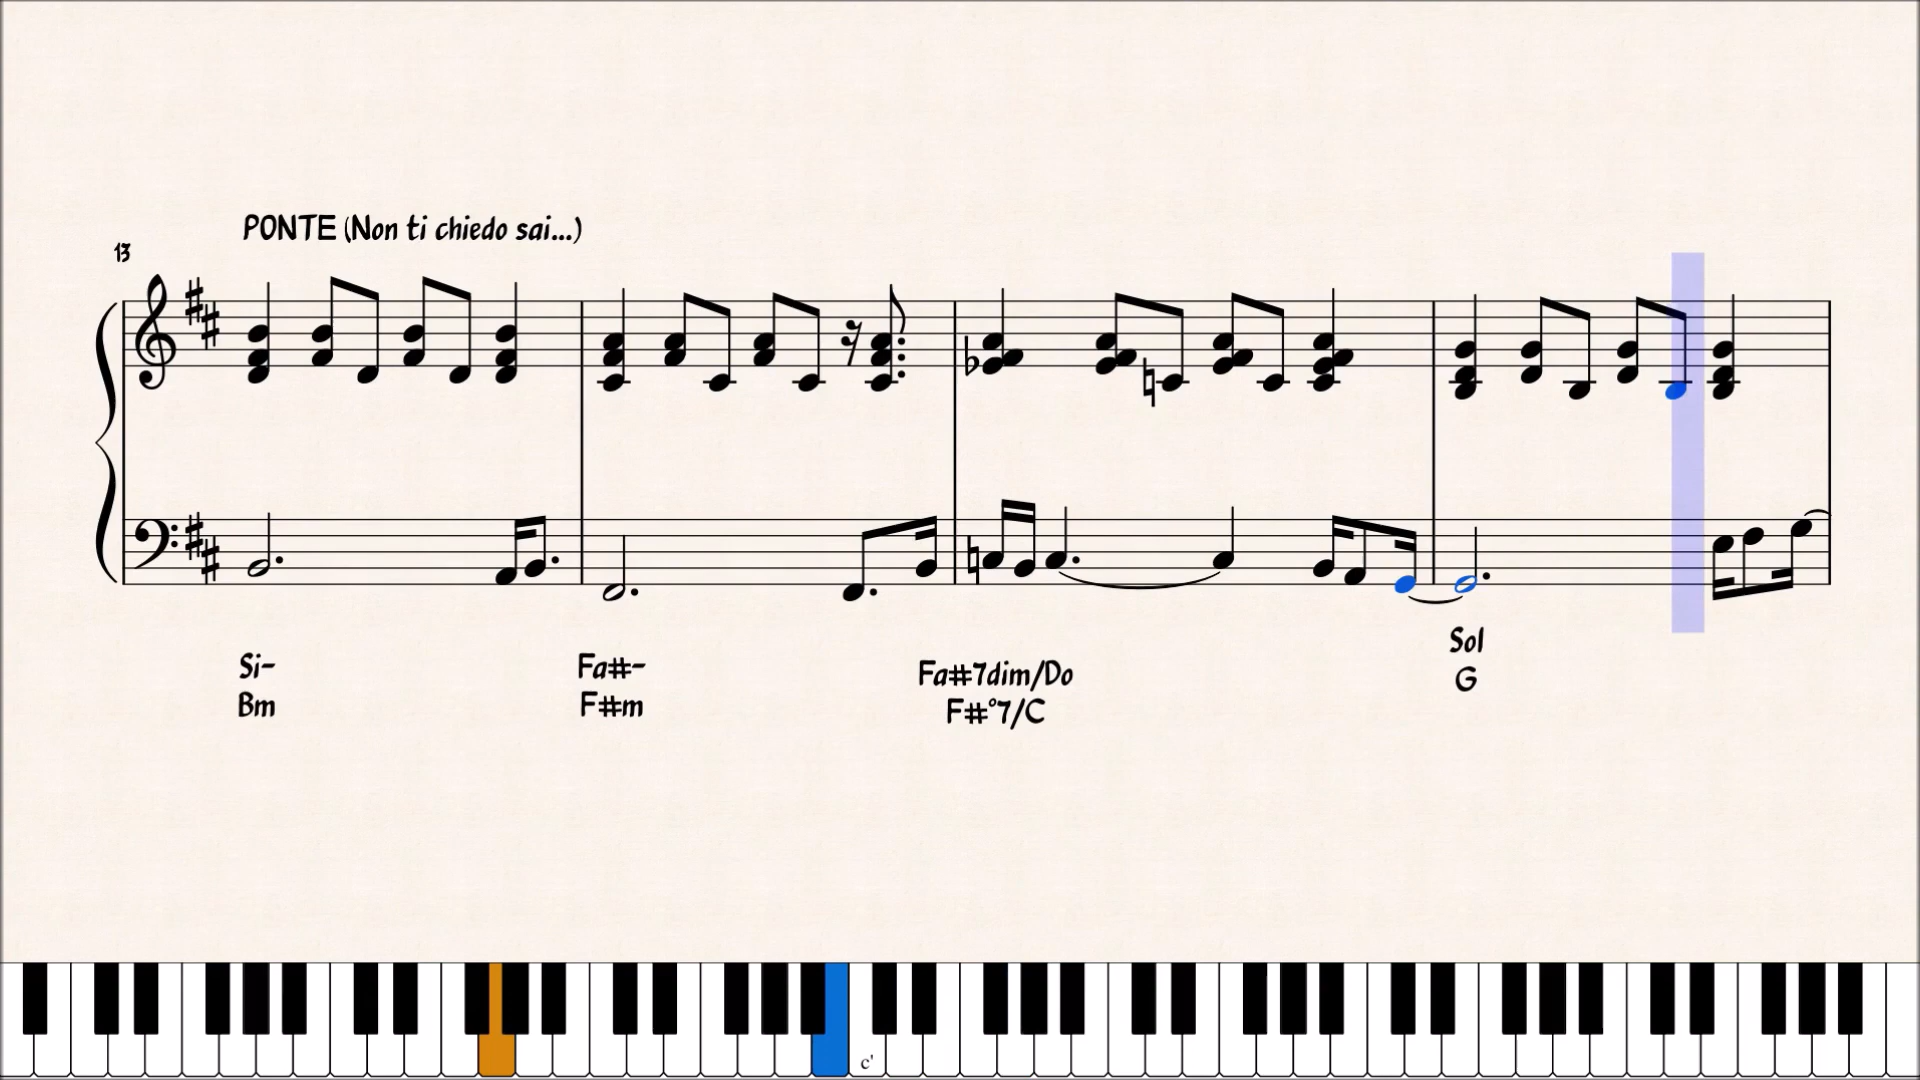 PONTE (Non ti chiedo sai...)
13
Si- Fa#- Fa#7dim/Do Sol
Bm F#m F#°7/C G
c'